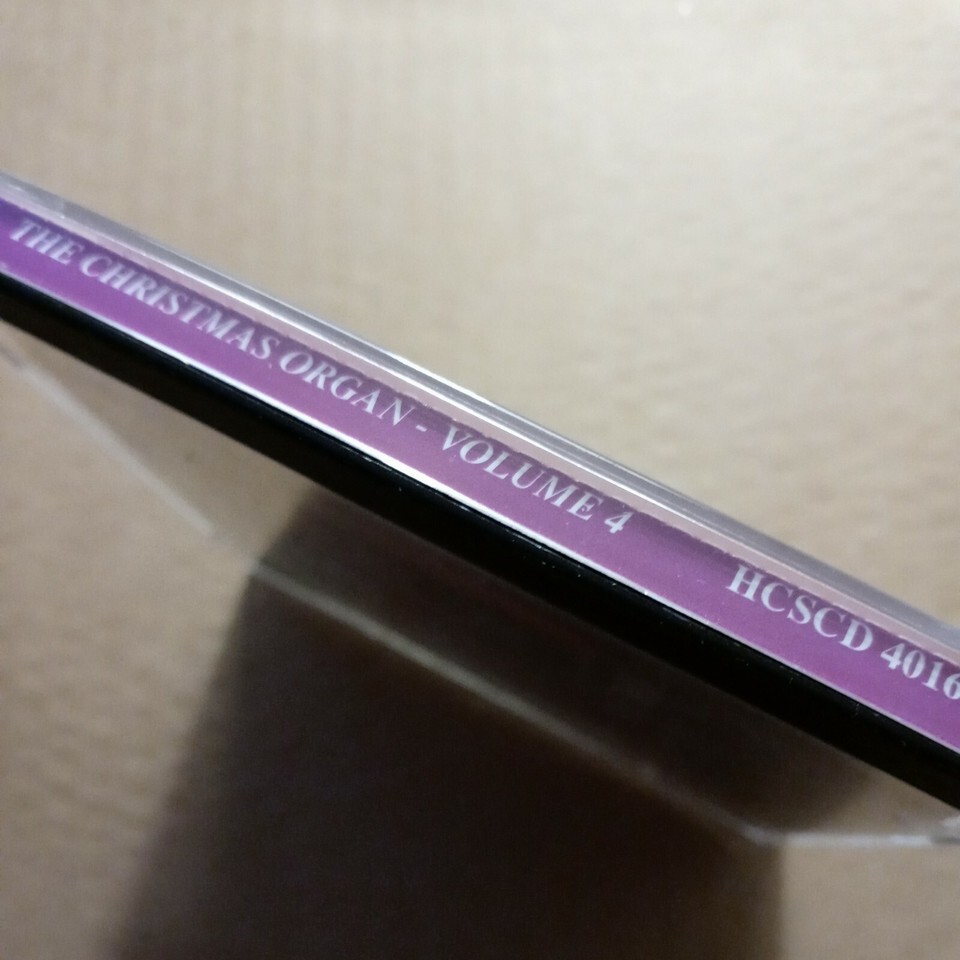 THE CHRISTMAS ORGAN - VOLUME 4 HCSCD 4016